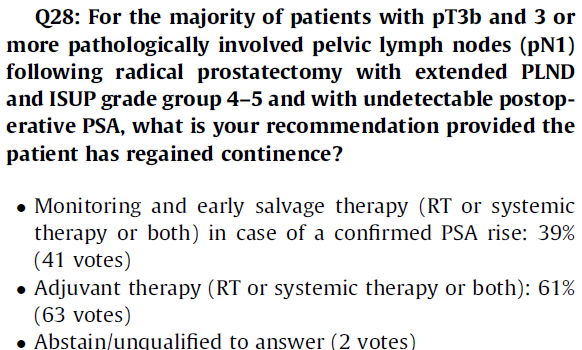 Q28: For the majority of patients with pT3b and 3 or
more pathologically involved pelvic lymph nodes (pN1)
following radical prostatectomy with extended PLND
and ISUP grade group 4–5 and with undetectable postop-
erative PSA, what is your recommendation provided the
patient has regained continence?
• Monitoring and early salvage therapy (RT or systemic
therapy or both) in case of a confirmed PSA rise: 39%
(41 votes)
• Adjuvant therapy (RT or systemic therapy or both): 61%
(63 votes)
• Abstain/unqualified to answer (2 votes)